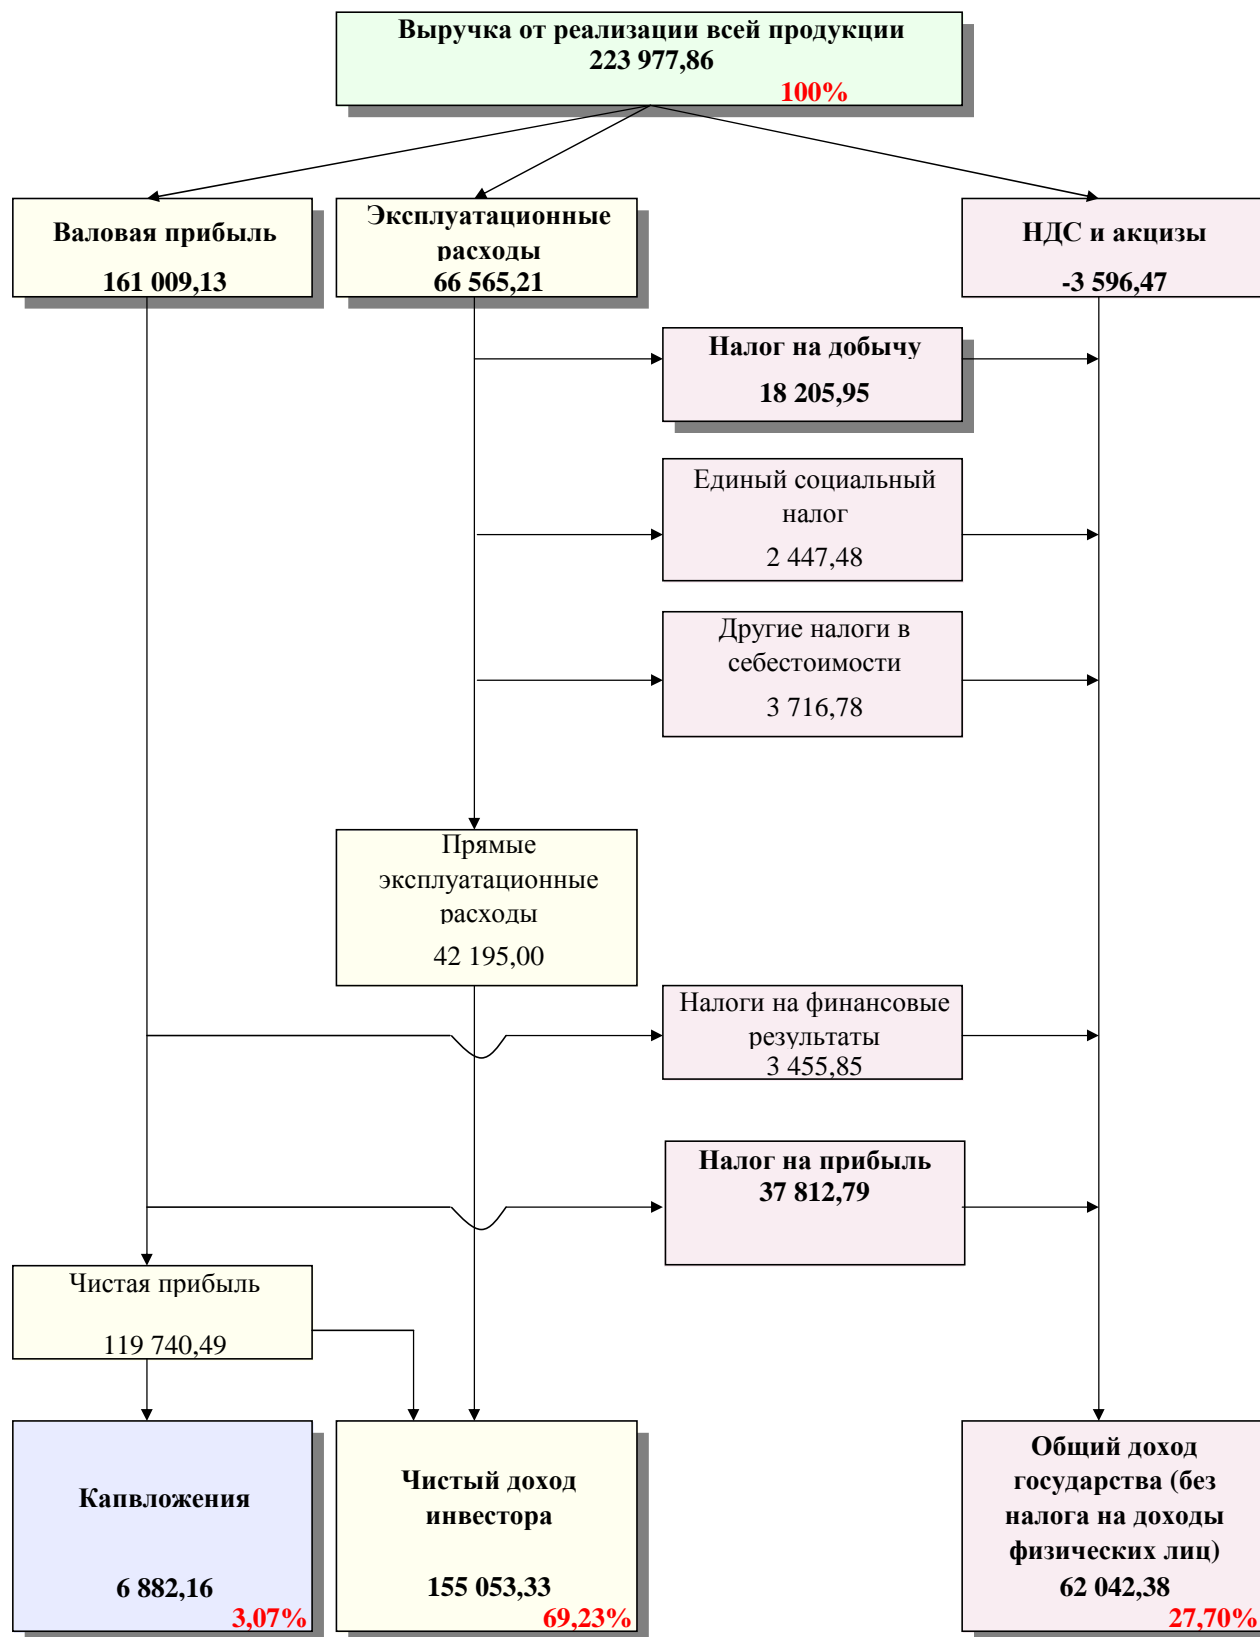 Выручка от реализации всей продукции
223 977,86
100%
Валовая прибыль
161 009,13
Эксплуатационные
расходы
66 565,21
НДС и акцизы
-3 596,47
Налог на добычу
18 205,95
Единый социальный
налог
2 447,48
Другие налоги в
себестоимости
3 716,78
Прямые
эксплуатационные
расходы
42 195,00
Налоги на финансовые
результаты
3 455,85
Налог на прибыль
37 812,79
Чистая прибыль
119 740,49
Капвложения
6 882,16
3,07%
Чистый доход
инвестора
155 053,33
69,23%
Общий доход
государства (без
налога на доходы
физических лиц)
62 042,38
27,70%